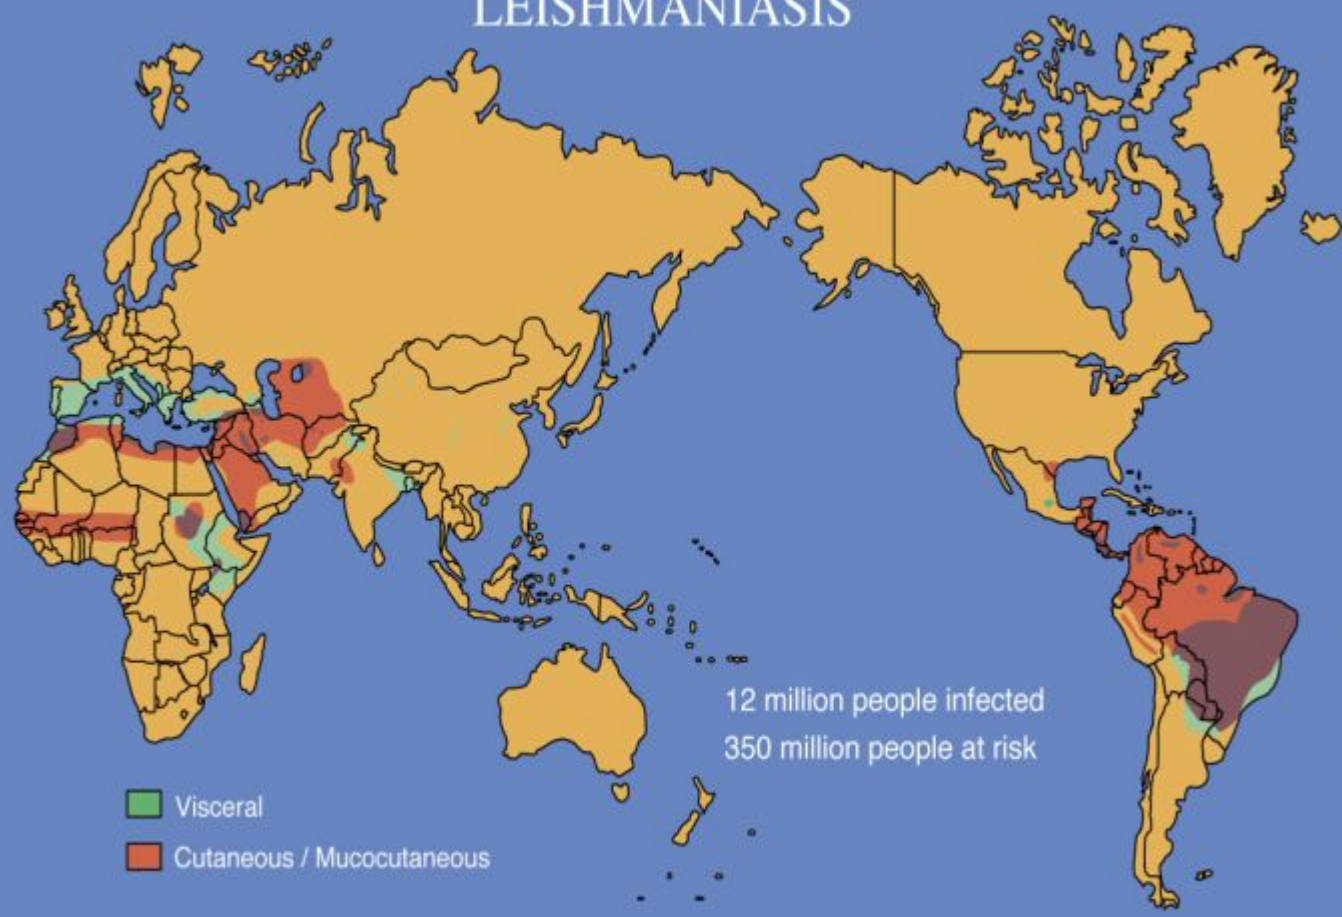 LEISHMANIASIS
12 million people infected
350 million people at risk
Visceral
Cutaneous / Mucocutaneous